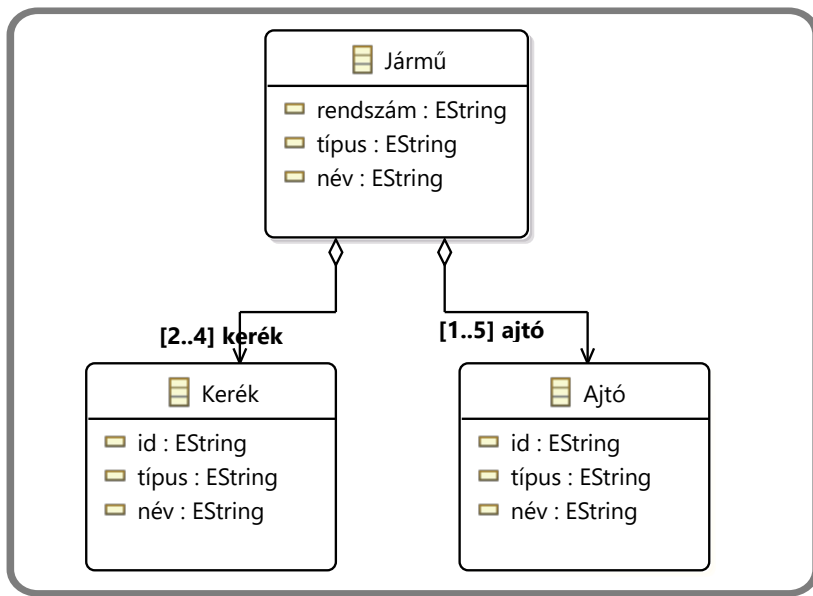 Jármű
rendszám : EString
típus : EString
név : EString
[2..4] kerék
[1..5] ajtó
Kerék
id : EString
típus : EString
név : EString
Ajtó
id : EString
típus : EString
név : EString